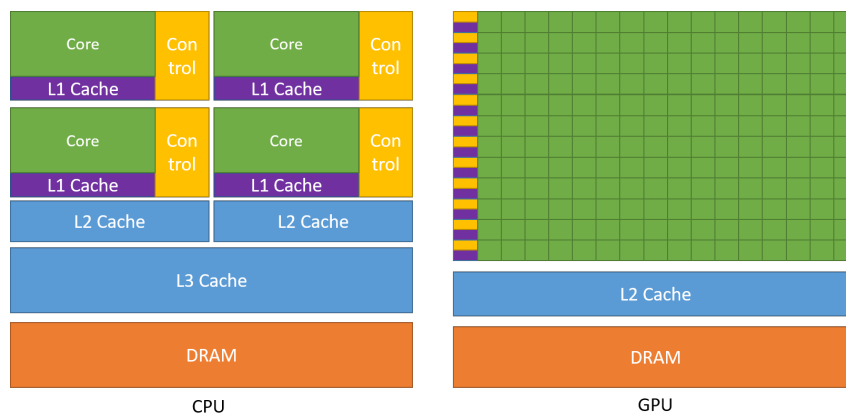 Core
Con
trol
Core
Con
trol
L1 Cache
L1 Cache
Core
Con
trol
Core
Con
trol
L1 Cache
L1 Cache
L2 Cache
L2 Cache
L3 Cache
DRAM
CPU
L2 Cache
DRAM
GPU